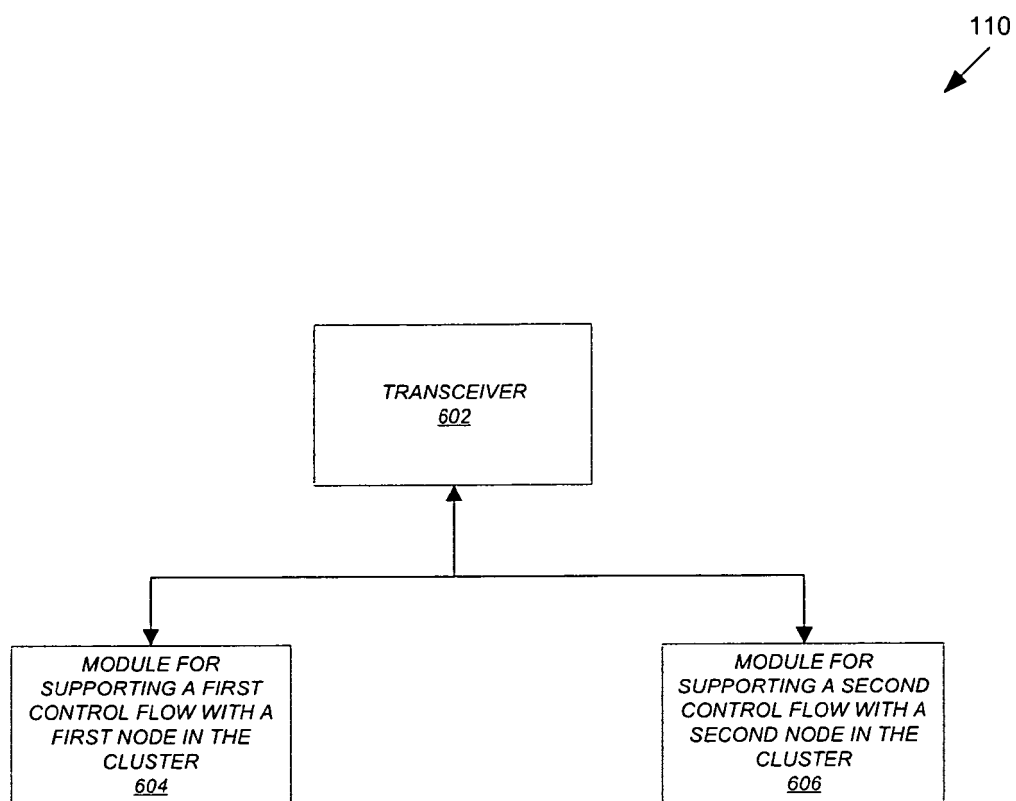 110
TRANSCEIVER
602
MODULE FOR
SUPPORTING A FIRST
CONTROL FLOW WITH A
FIRST NODE IN THE
CLUSTER
604
MODULE FOR
SUPPORTING A SECOND
CONTROL FLOW WITH A
SECOND NODE IN THE
CLUSTER
606